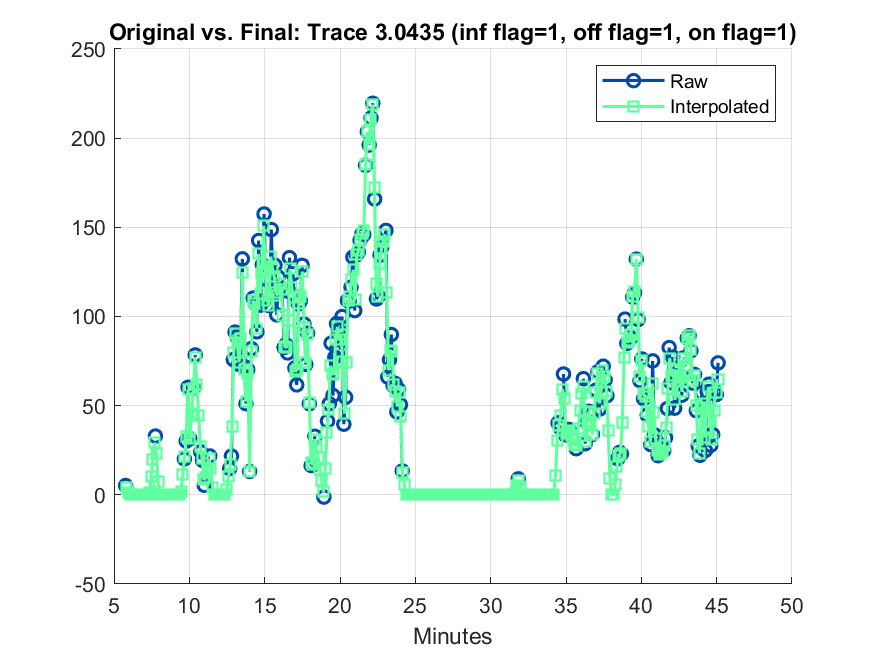 Original vs. Final: Trace 3.0435 (inf flag=1, off flag=1, on flag=1)
250
200
150
100
50
0
-50
Raw
Interpolated
5 10 15 20 25 30 35 40 45 50
Minutes